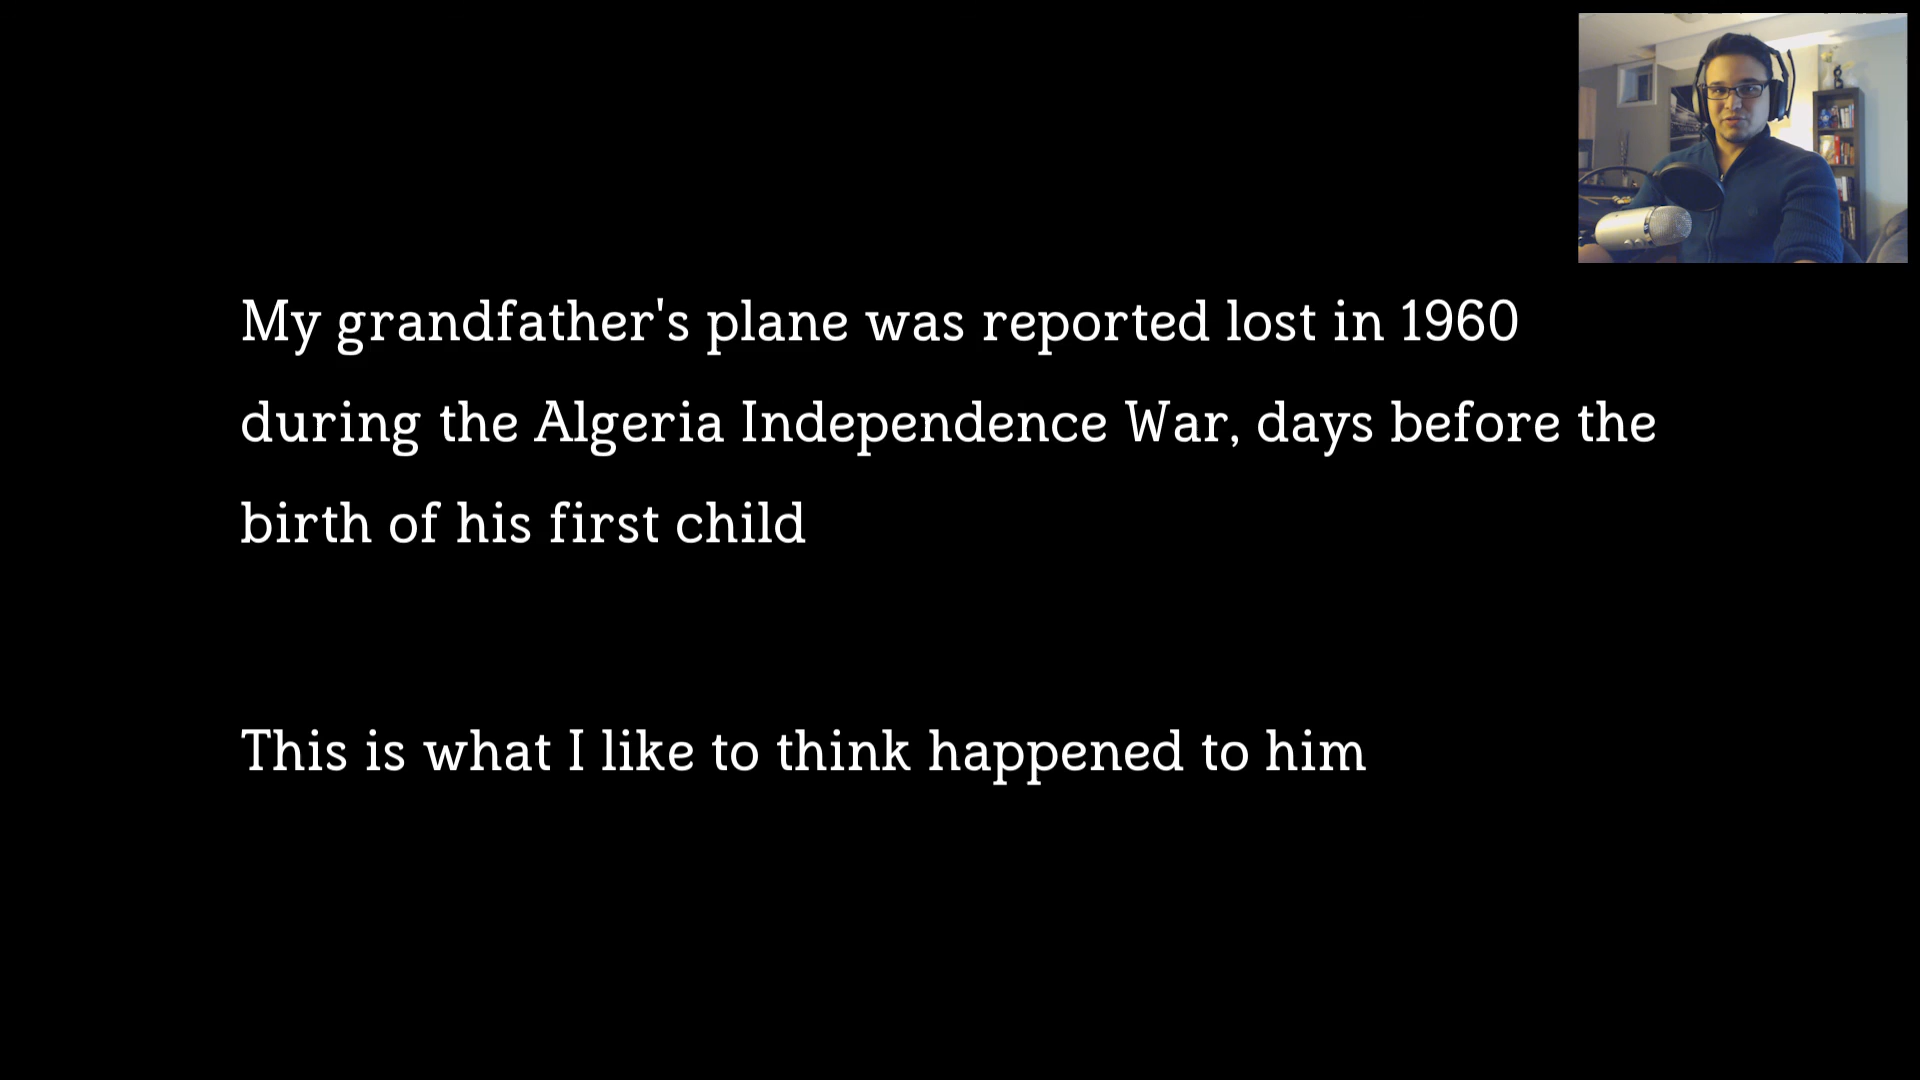 My grandfather's plane was reported lost in 1960
during the Algeria Independence War, days before the
birth of his first child
This is what I like to think happened to him